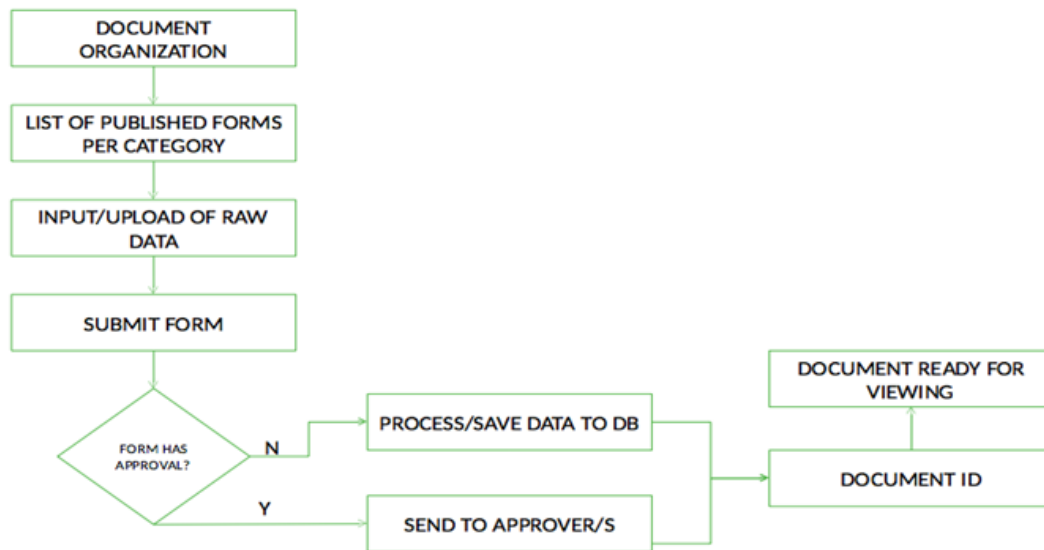 DOCUMENT
ORGANIZATION
LIST OF PUBLISHED FORMS
PER CATEGORY
INPUT/UPLOAD OF RAW
DATA
SUBMIT FORM
FORM HAS
APPROVAL?
N
Y
PROCESS/SAVE DATA TO DB
SEND TO APPROVER/S
DOCUMENT READY FOR
VIEWING
DOCUMENT ID